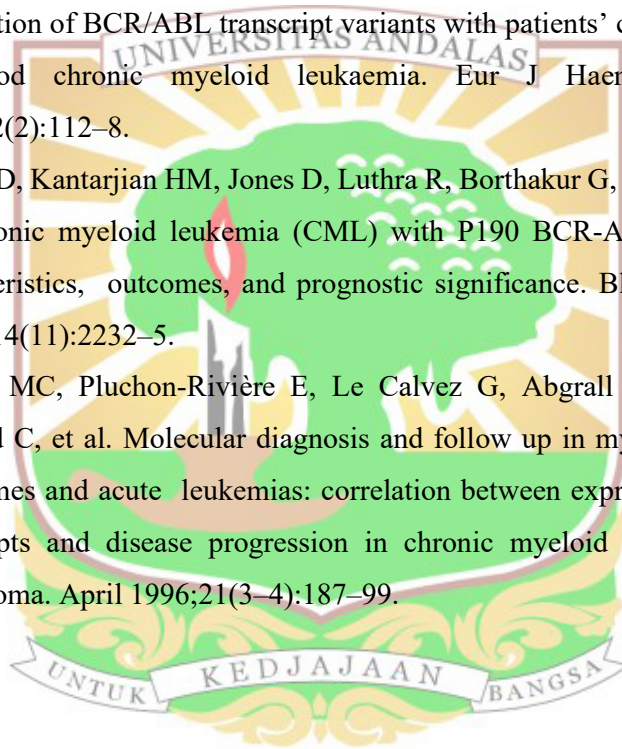 tion of BCR/ABL transcript variants with patients’ c
UNIVERSITAS ANDALAS
od chronic myeloid leukaemia. Eur J Haen
2(2):112–8.
D, Kantarjian HM, Jones D, Luthra R, Borthakur G,
onic myeloid leukemia (CML) with P190 BCR-A
eristics, outcomes, and prognostic significance. Bl
14(11):2232–5.
MC, Pluchon-Rivière E, Le Calvez G, Abgrall
d C, et al. Molecular diagnosis and follow up in my
mes and acute leukemias: correlation between expr
pts and disease progression in chronic myeloid
oma. April 1996;21(3–4):187–99.
UNTUK KEDJAJAAN BANGSA